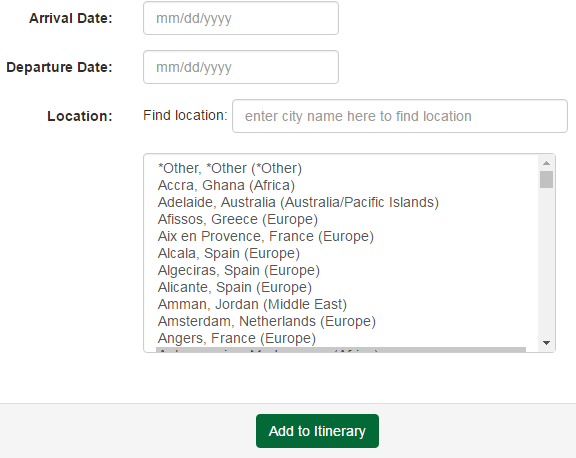 Arrival Date: mm/dd/yyyy
Departure Date: mm/dd/yyyy
Location: Find location: enter city name here to find location
*Other, *Other (*Other)
Accra, Ghana (Africa)
Adelaide, Australia (Australia/Pacific Islands)
Afissos, Greece (Europe)
Aix en Provence, France (Europe)
Alcala, Spain (Europe)
Algeciras, Spain (Europe)
Alicante, Spain (Europe)
Amman, Jordan (Middle East)
Amsterdam, Netherlands (Europe)
Angers, France (Europe)
Add to Itinerary